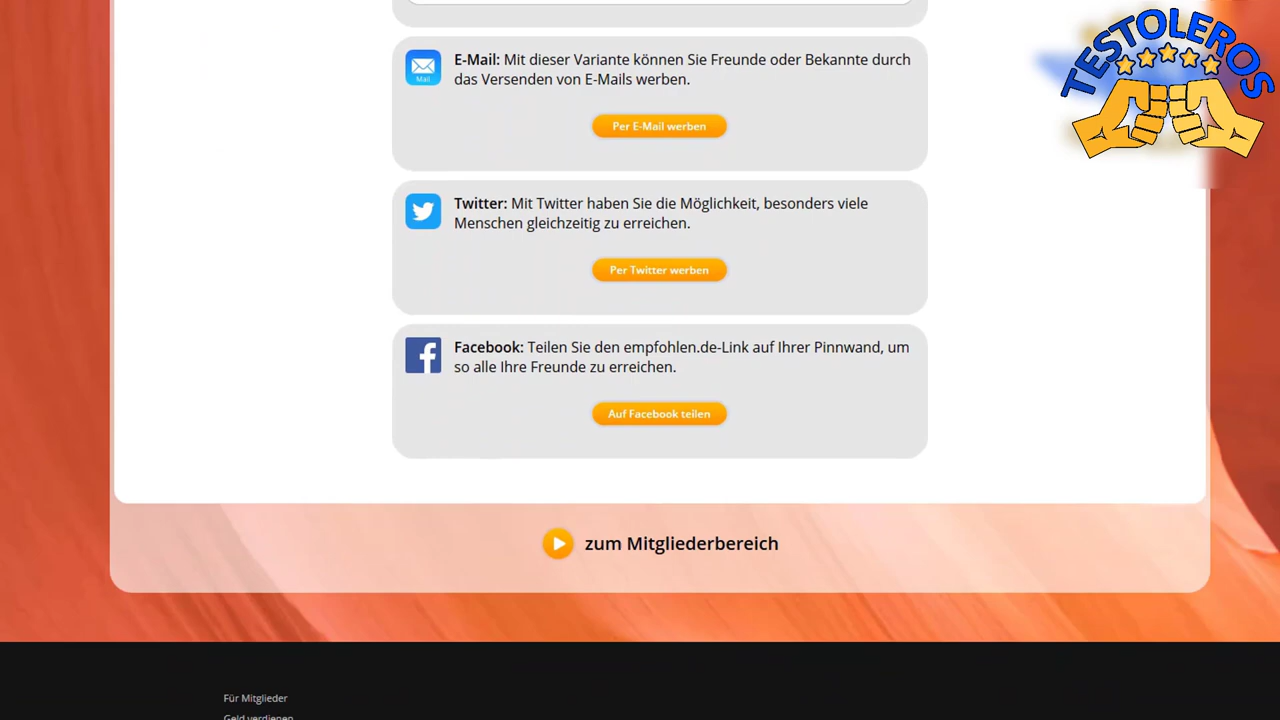 TESTOLEROS
Mail
E-Mail: Mit dieser Variante können Sie Freunde oder Bekannte durch
das Versenden von E-Mails werben.
Per E-Mail werben
Twitter: Mit Twitter haben Sie die Möglichkeit, besonders viele
Menschen gleichzeitig zu erreichen.
Per Twitter werben
Facebook: Teilen Sie den empfohlen.de-Link auf Ihrer Pinnwand, um
so alle Ihre Freunde zu erreichen.
Auf Facebook teilen
zum Mitgliederbereich
Für Mitglieder
Geld verdienen